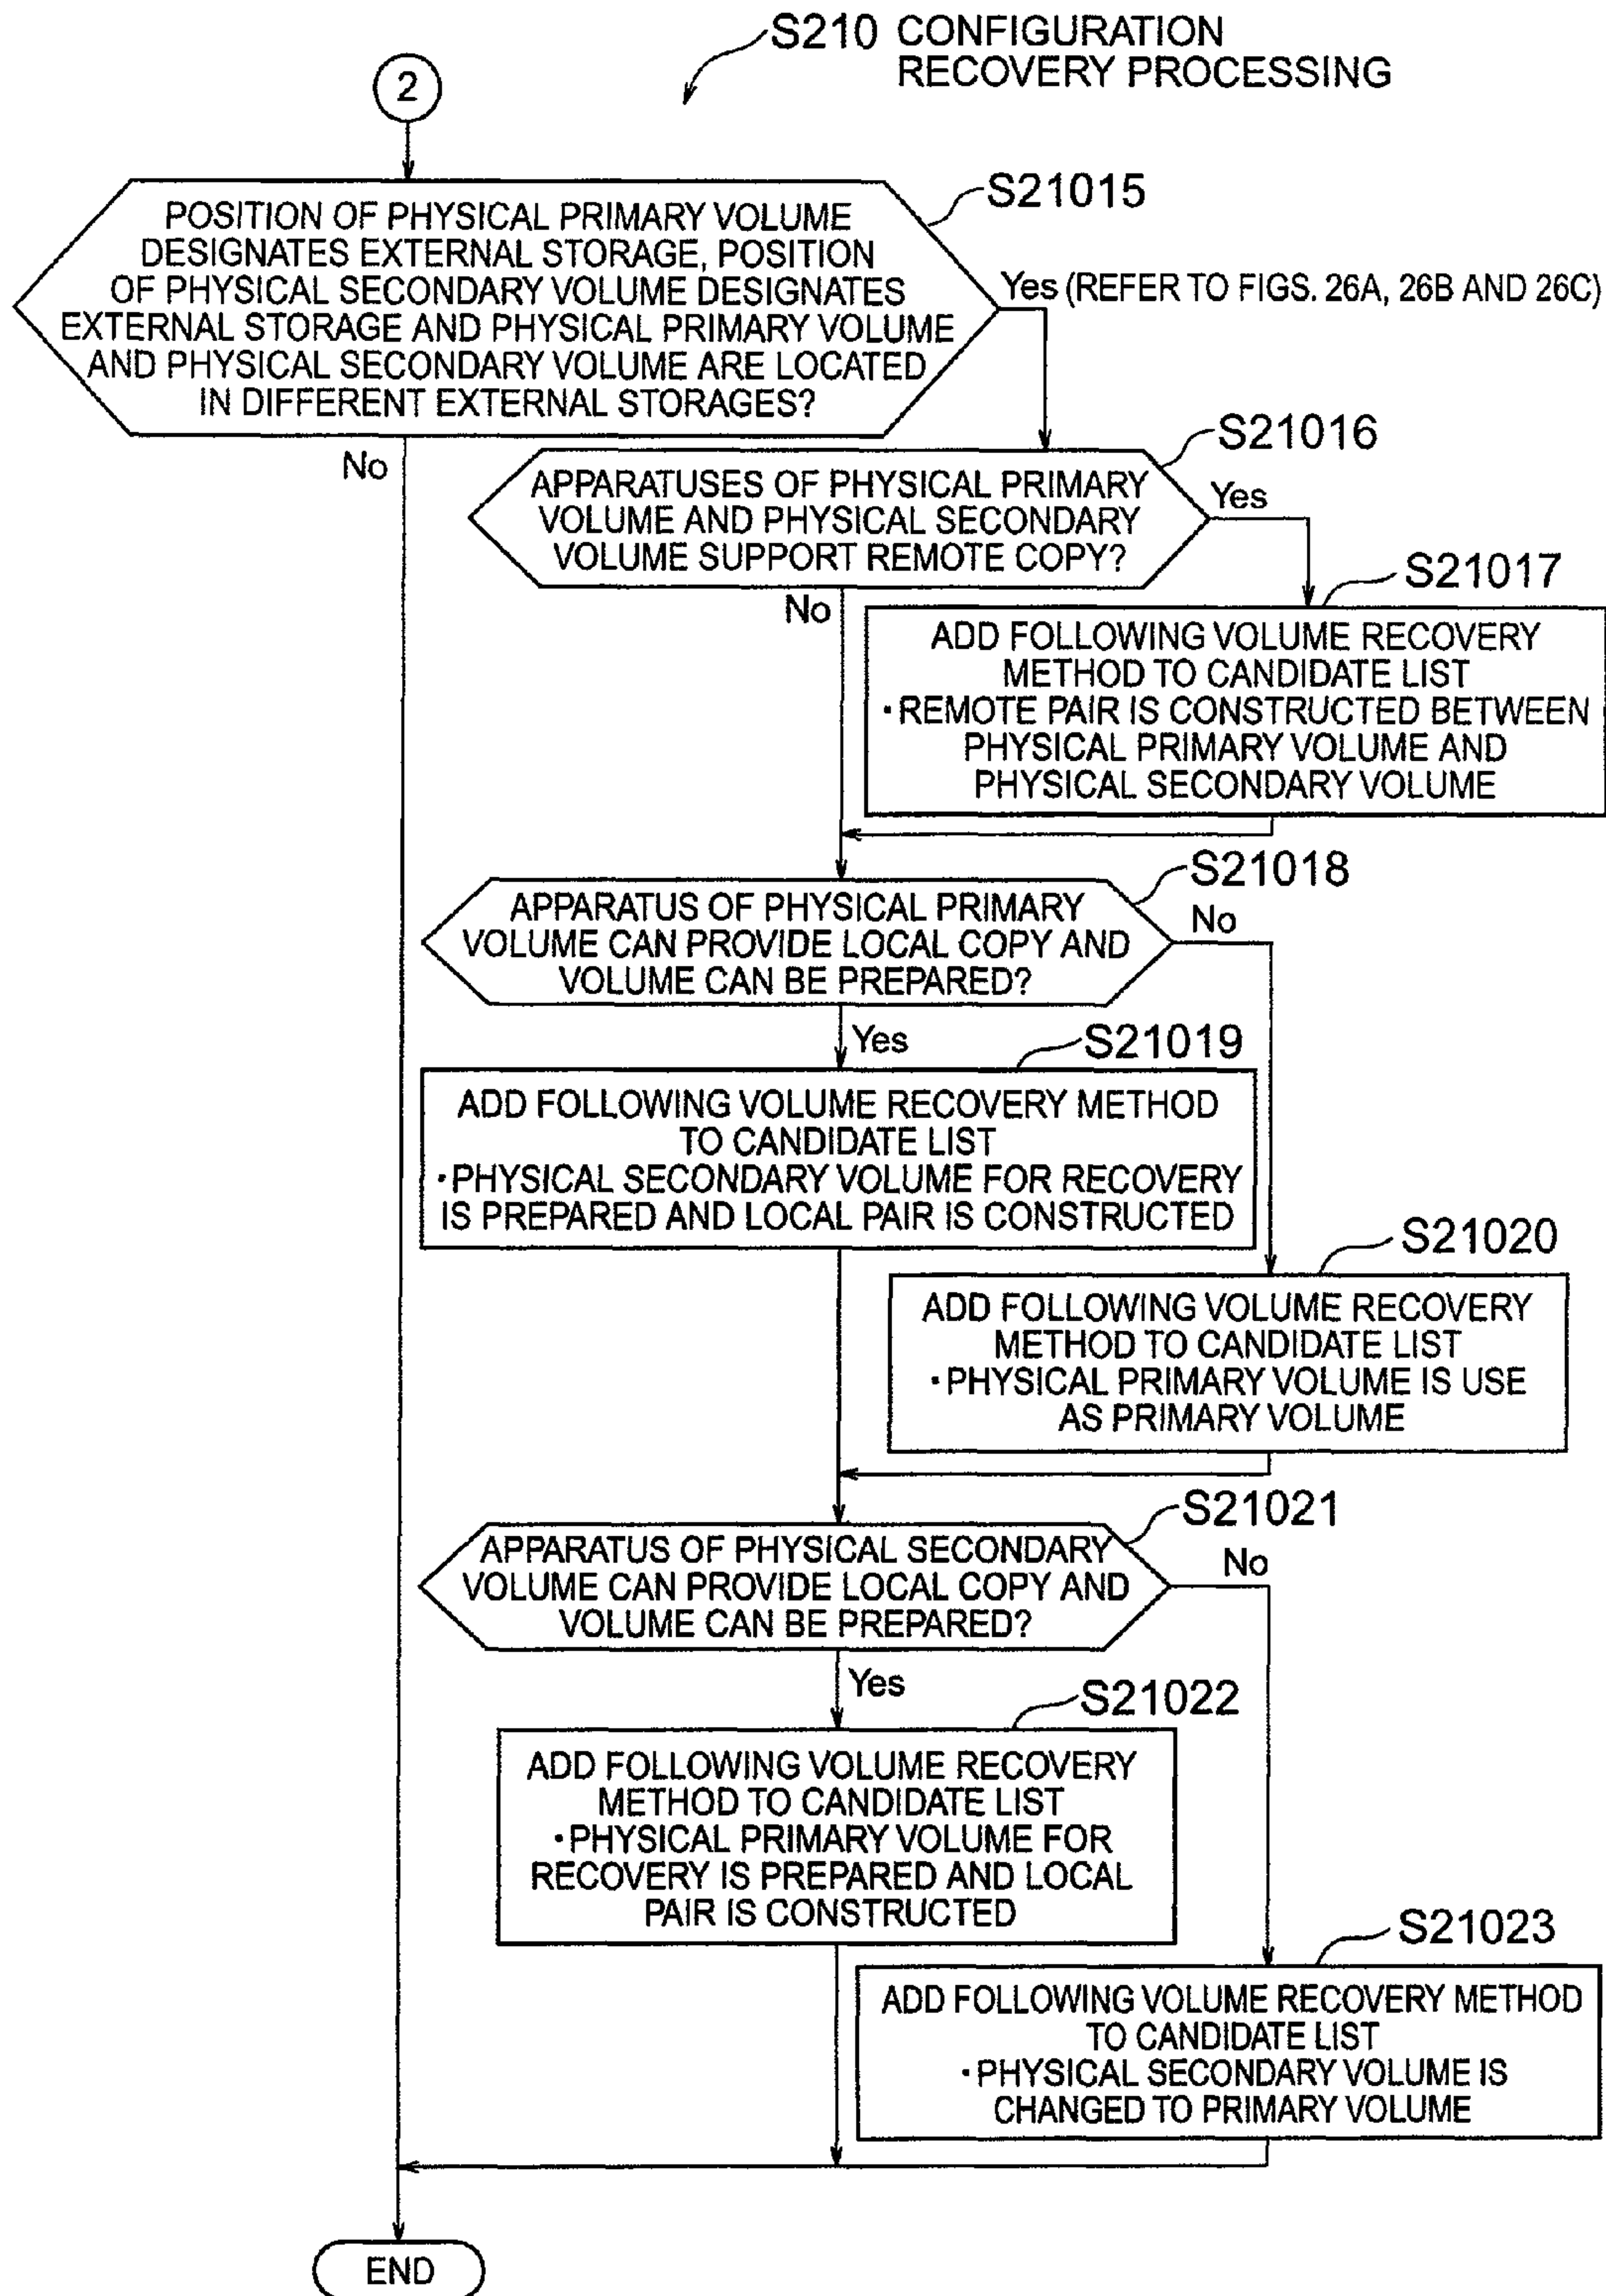 S210 CONFIGURATION
RECOVERY PROCESSING
2
S21015
POSITION OF PHYSICAL PRIMARY VOLUME
DESIGNATES EXTERNAL STORAGE, POSITION
OF PHYSICAL SECONDARY VOLUME DESIGNATES
EXTERNAL STORAGE AND PHYSICAL PRIMARY VOLUME
AND PHYSICAL SECONDARY VOLUME ARE LOCATED
IN DIFFERENT EXTERNAL STORAGES?
Yes (REFER TO FIGS. 26A, 26B AND 26C)
No
S21016
APPARATUSES OF PHYSICAL PRIMARY
VOLUME AND PHYSICAL SECONDARY
VOLUME SUPPORT REMOTE COPY?
Yes
No
S21017
ADD FOLLOWING VOLUME RECOVERY
METHOD TO CANDIDATE LIST
・REMOTE PAIR IS CONSTRUCTED BETWEEN
PHYSICAL PRIMARY VOLUME AND
PHYSICAL SECONDARY VOLUME
S21018
APPARATUS OF PHYSICAL PRIMARY
VOLUME CAN PROVIDE LOCAL COPY AND
VOLUME CAN BE PREPARED?
No
Yes
S21019
ADD FOLLOWING VOLUME RECOVERY METHOD
TO CANDIDATE LIST
・PHYSICAL SECONDARY VOLUME FOR RECOVERY
IS PREPARED AND LOCAL PAIR IS CONSTRUCTED
S21020
ADD FOLLOWING VOLUME RECOVERY
METHOD TO CANDIDATE LIST
・PHYSICAL PRIMARY VOLUME IS USE
AS PRIMARY VOLUME
S21021
APPARATUS OF PHYSICAL SECONDARY
VOLUME CAN PROVIDE LOCAL COPY AND
VOLUME CAN BE PREPARED?
No
Yes
S21022
ADD FOLLOWING VOLUME RECOVERY
METHOD TO CANDIDATE LIST
・PHYSICAL PRIMARY VOLUME FOR
RECOVERY IS PREPARED AND LOCAL
PAIR IS CONSTRUCTED
S21023
ADD FOLLOWING VOLUME RECOVERY METHOD
TO CANDIDATE LIST
・PHYSICAL SECONDARY VOLUME IS
CHANGED TO PRIMARY VOLUME
END